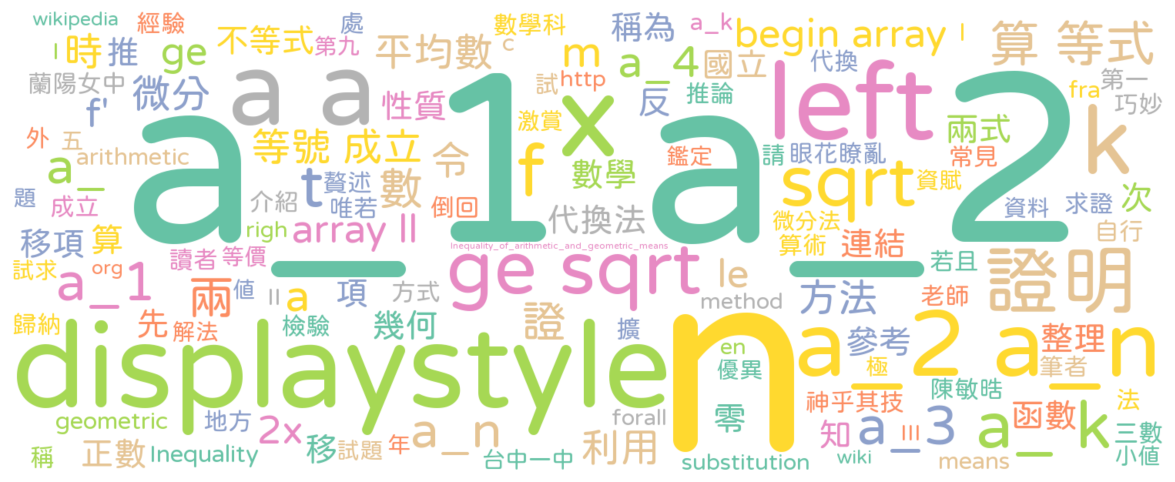 wikipedia 經驗 處 數學科 稱為 a_k begin array l 算 等式
l 時 推 ge 不等式 第九 平均數 c m a_4 國立 代換 第一
蘭陽女中 微分 a a 試 http 反 推論 fra 巧妙
f' 性質 a_1a_2 激賞 x left k
外 五 等號 成立 令 f 數學 鑑定 請 眼花瞭亂 兩式 常見
arithmetic a_ t 贅述 數 sqrt 資賦
題 成立 介紹 唯若 倒回 代換法 微分法 資料 求證 次
移項 算 righ array ll 算術 連結 自行
Inequality_of_arithmetic_and_geometric_means
試求 org 讀者 等價 ge sqrt le 若且 證明
a_1 兩 值 ll a 項 方式 method 方法 老師
歸納 先 解法 檢驗 幾何 證 擴 a_2 a_n 參考 整理
displaystyle n en 優異 極 筆者
geometric 地方 forall 零 神乎其技 陳敏晧 法
2x a_n 知 a_3 lll a_k 函數 三數
稱 正數 Inequality 移 試題 年 利用 wiki means 小值
台中一中 substitution